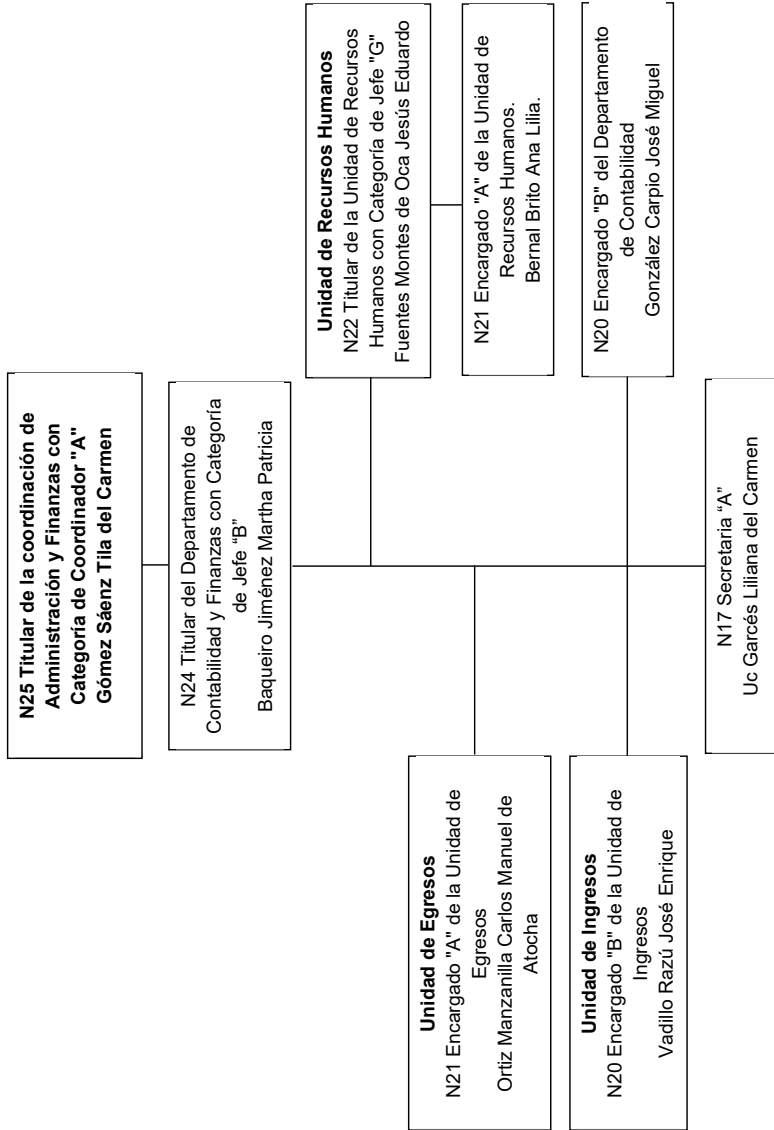 N25 Titular de la coordinación de
Administración y Finanzas con
Categoría de Coordinador "A"
Gómez Sáenz Tila del Carmen
N24 Titular del Departamento de
Contabilidad y Finanzas con Categoría
de Jefe “B”
Baqueiro Jiménez Martha Patricia
Unidad de Recursos Humanos
N22 Titular de la Unidad de Recursos
Humanos con Categoría de Jefe "G"
Fuentes Montes de Oca Jesús Eduardo
N21 Encargado "A" de la Unidad de
Recursos Humanos.
Bernal Brito Ana Lilia.
Unidad de Egresos
N21 Encargado "A" de la Unidad de
Egresos
Ortiz Manzanilla Carlos Manuel de
Atocha
Unidad de Ingresos
N20 Encargado "B" de la Unidad de
Ingresos
Vadillo Razú José Enrique
N20 Encargado "B" del Departamento
de Contabilidad
González Carpio José Miguel
N17 Secretaria “A”
Uc Garcés Liliana del Carmen